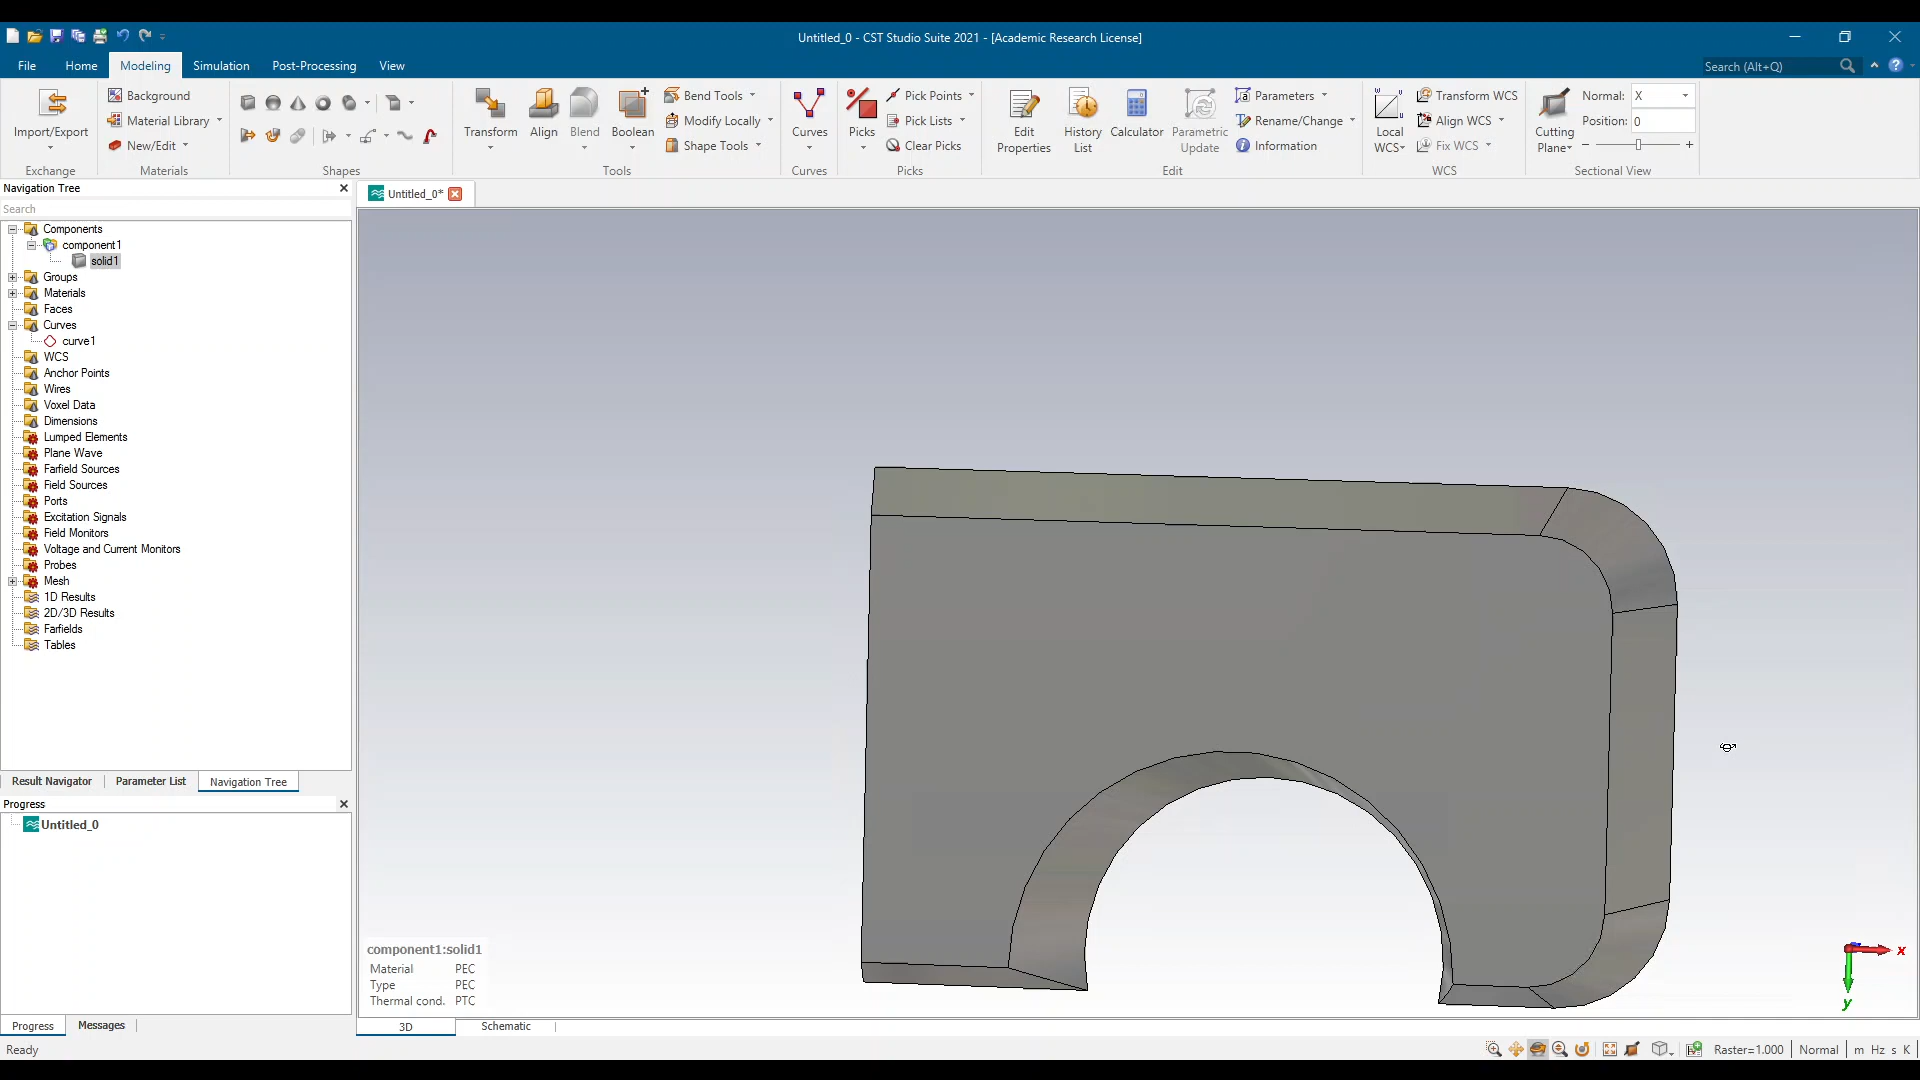 Untitled_0 - CST Studio Suite 2021 - [Academic Research License]
File Home Modeling Simulation Post-Processing View Search (Alt+Q)
Import/Export
Exchange
Background
Material Library
New/Edit
Materials
Shapes
Transform
Align
Blend
Boolean
Bend Tools
Modify Locally
Shape Tools
Tools
Curves
Curves
Picks
Pick Points
Pick Lists
Clear Picks
Picks
Edit
Properties
History
List
Calculator
Parametric
Update
Parameters
Rename/Change
Information
Edit
Local
WCS
Transform WCS
Align WCS
Fix WCS
WCS
Cutting
Plane
Normal: X
Position: 0
Sectional View
Navigation Tree
Search
Components
component1
solid1
Groups
Materials
Faces
Curves
curve1
WCS
Anchor Points
Wires
Voxel Data
Dimensions
Lumped Elements
Plane Wave
Farfield Sources
Field Sources
Ports
Excitation Signals
Field Monitors
Voltage and Current Monitors
Probes
Mesh
1D Results
2D/3D Results
Farfields
Tables
Result Navigator Parameter List Navigation Tree
Progress
Untitled_0
Progress Messages
Untitled_0*
component1:solid1
Material PEC
Type PEC
Thermal cond. PTC
x
y
3D Schematic
Ready
Raster=1.000 Normal m Hz s K